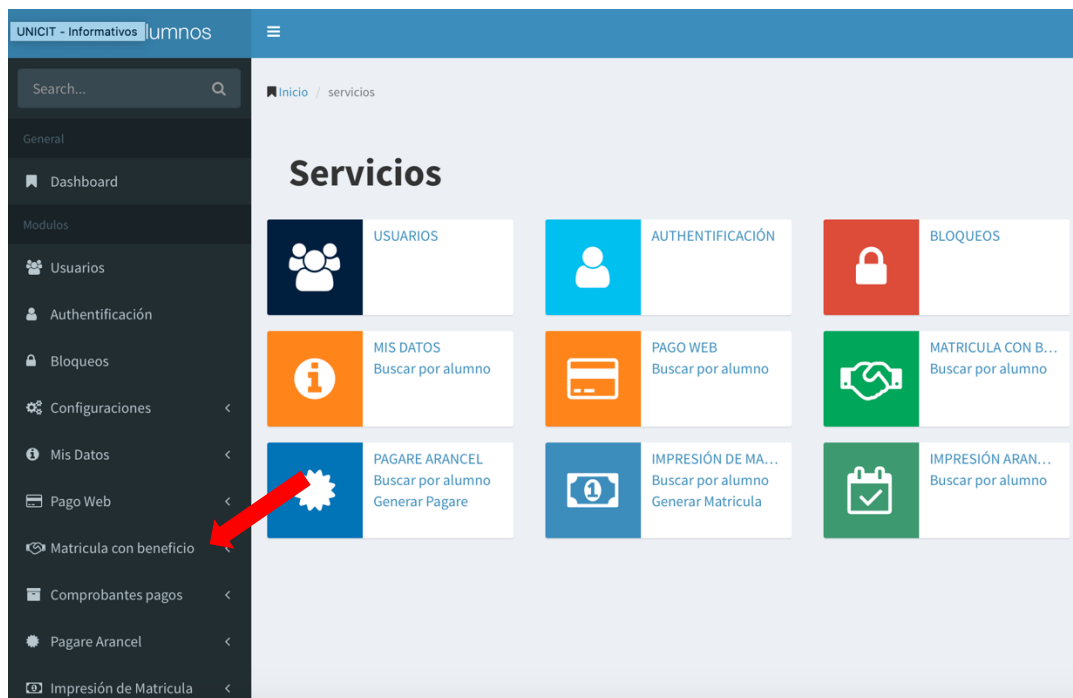 UNICIT - Informativos lumnos
Search...
General
Dashboard
Modulos
Usuarios
Authentificación
Bloqueos
Configuraciones
Mis Datos
Pago Web
Matricula con beneficio
Comprobantes pagos
Pagare Arancel
Impresión de Matricula
Inicio / servicios
Servicios
USUARIOS
AUTHENTIFICACIÓN
BLOQUEOS
MIS DATOS
Buscar por alumno
PAGO WEB
Buscar por alumno
MATRICULA CON B...
Buscar por alumno
PAGARE ARANCEL
Buscar por alumno
Generar Pagare
IMPRESIÓN DE MA...
Buscar por alumno
Generar Matricula
IMPRESIÓN ARAN...
Buscar por alumno